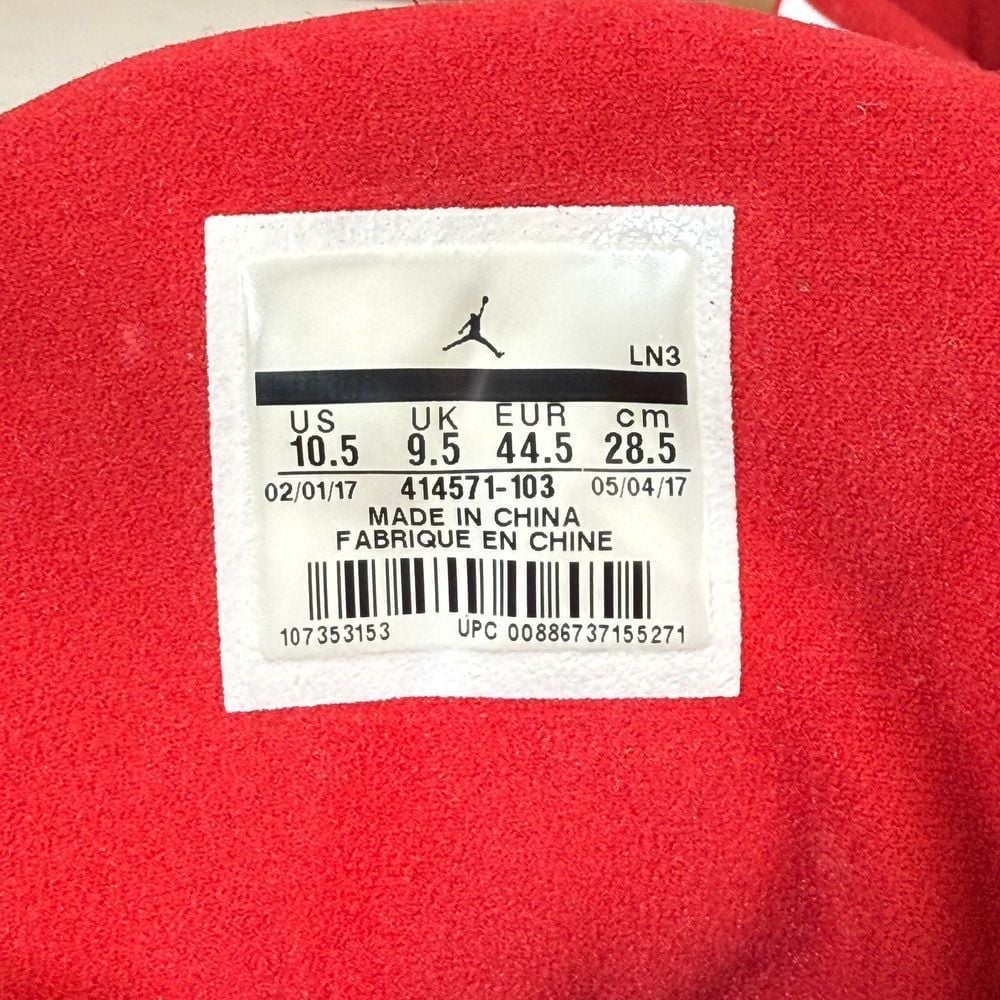 LN3
US UK EUR cm
10.5 9.5 44.5 28.5
02/01/17 414571-103 05/04/17
MADE IN CHINA
FABRIQUE EN CHINE
107353153 UPC 00886737155271